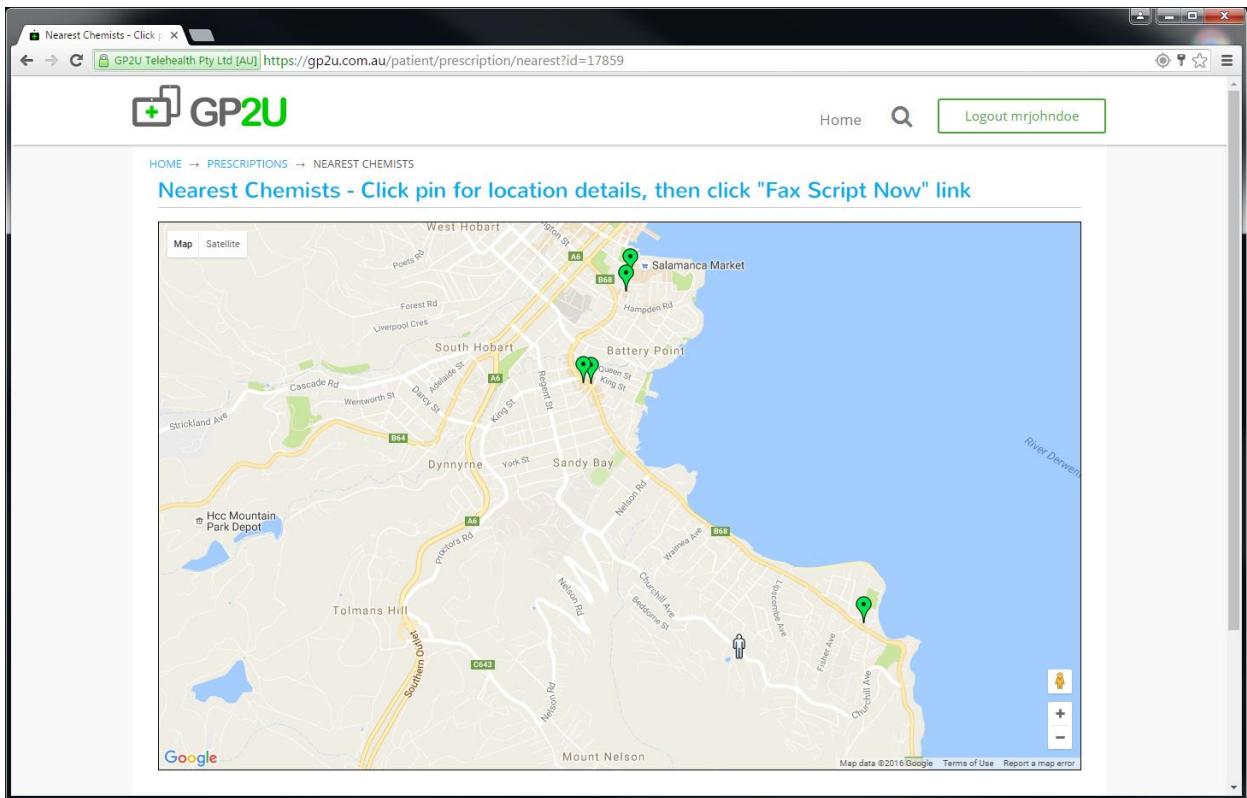 Nearest Chemists - Click p
GP2U Telehealth Pty Ltd [AU] https://gp2u.com.au/patient/prescription/nearest?id=17859
GP2U
Home
Logout mrjohndoe
HOME → PRESCRIPTIONS → NEAREST CHEMISTS
Nearest Chemists - Click pin for location details, then click "Fax Script Now" link
Map Satellite
West Hobart
Poets Rd
A6
Salamanca Market
B68
Forest Rd
Hampden Rd
Liverpool Cres
South Hobart
Battery Point
Queen St
King St
Cascade Rd
Adelaide St
A6
Regent St
Wentworth St
Darcy St
King St
Strickland Ave
B64
River Derwen
Dynnyrne
York St
Sandy Bay
Nelson Rd
Hcc Mountain
Park Depot
A6
B68
Proctors Rd
Waimea Ave
Nelson Rd
Churchill Ave
Beddome St
Lipscombe Ave
Tolmans Hill
Fisher Ave
Southern Outlet
C643
Nelson Rd
Churchill Ave
Churchill Ave
+
−
Google
Mount Nelson
Map data ©2016 Google Terms of Use Report a map error